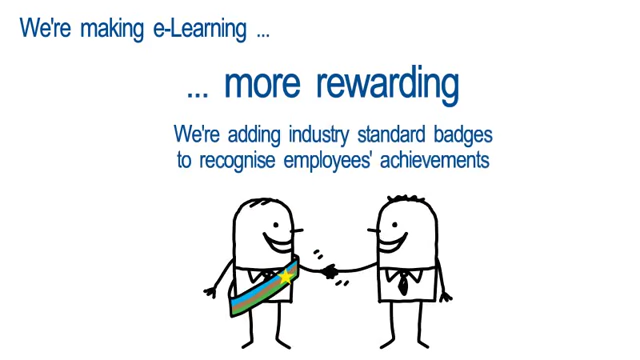 We're making e-Learning ...
... more rewarding
We're adding industry standard badges
to recognise employees' achievements